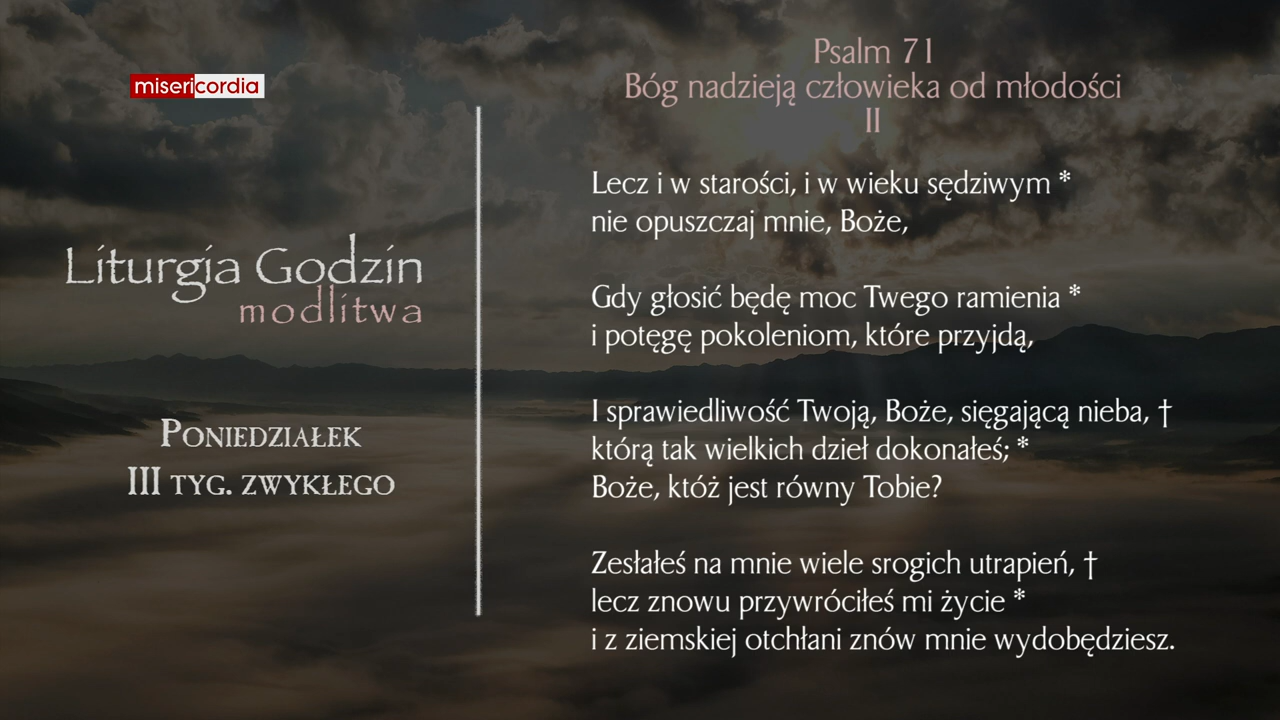 misericordia
Liturgia Godzin
modlitwa
Poniedziałek
III tyg. zwykłego
Psalm 71
Bóg nadzieją człowieka od młodości
II
Lecz i w starości, i w wieku sędziwym *
nie opuszczaj mnie, Boże,
Gdy głosić będę moc Twego ramienia *
i potęgę pokoleniom, które przyjdą,
I sprawiedliwość Twoją, Boże, sięgającą nieba, †
którą tak wielkich dzieł dokonałeś; *
Boże, któż jest równy Tobie?
Zesłałeś na mnie wiele srogich utrapień, †
lecz znowu przywróciłeś mi życie *
i z ziemskiej otchłani znów mnie wydobędziesz.